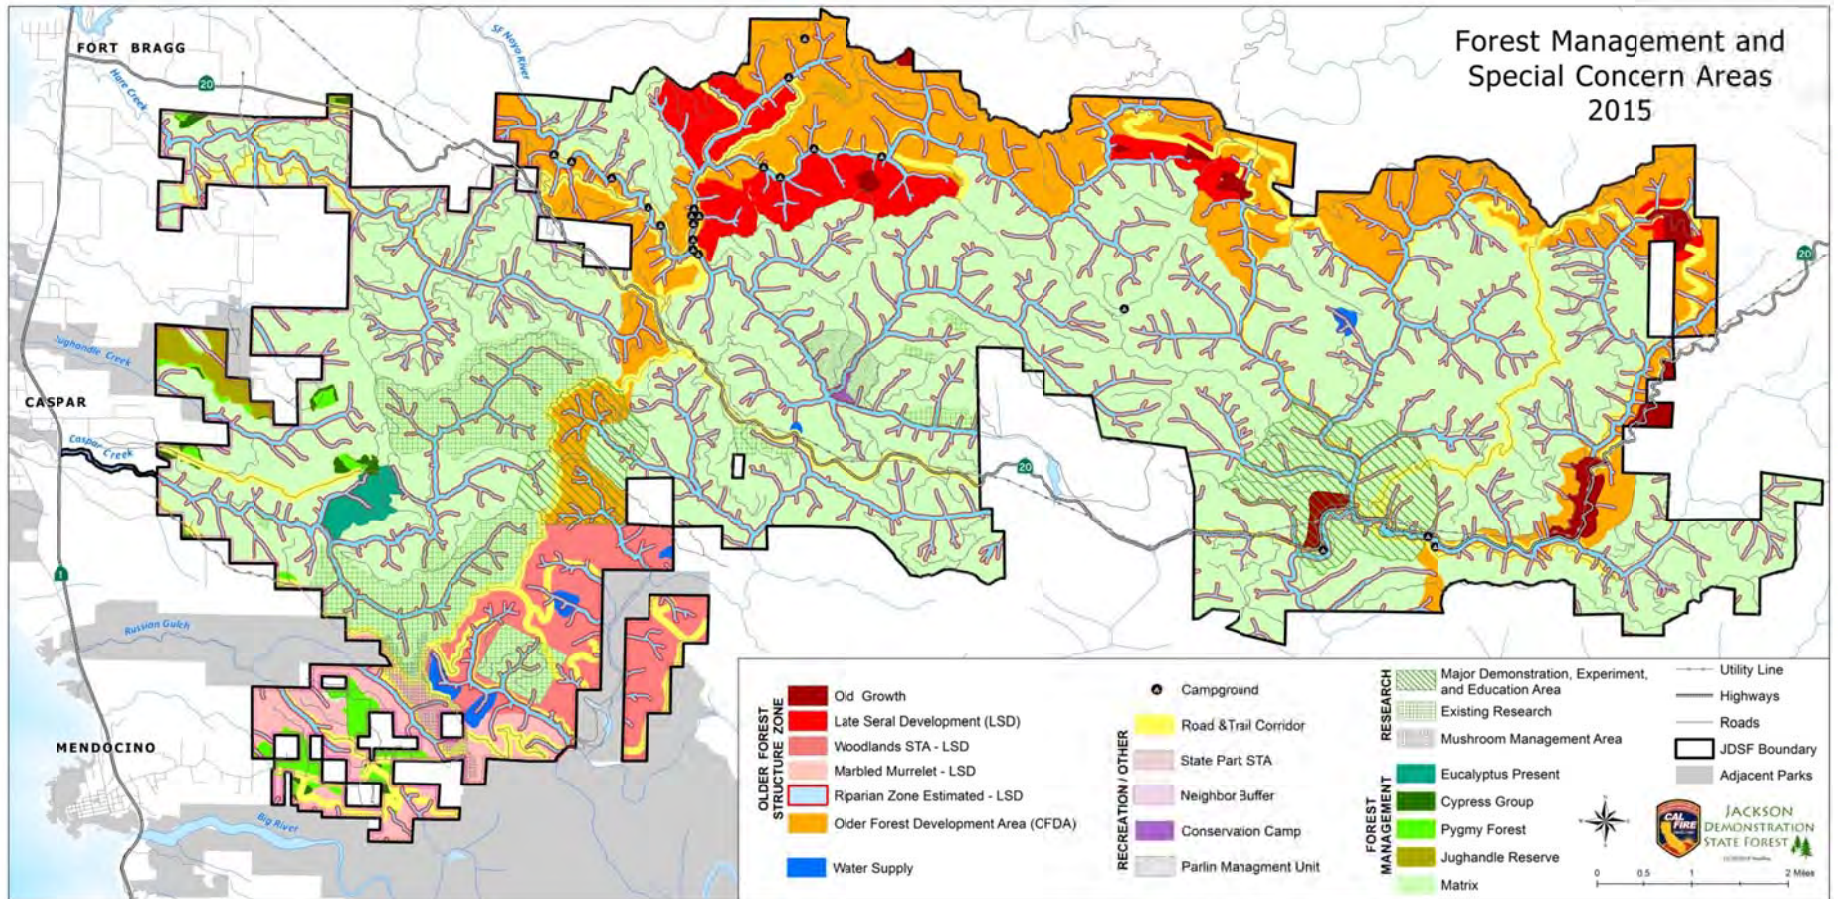 Forest Management and
Special Concern Areas
2015
FORT BRAGG
Hare Creek
20
SF Noyo River
20
Jughandle Creek
CASPAR
Caspar Creek
20
1
Russian Gulch
MENDOCINO
Big River
OLDER FOREST
STRUCTURE ZONE
Old Growth
Late Seral Development (LSD)
Woodlands STA - LSD
Marbled Murrelet - LSD
Riparian Zone Estimated - LSD
Older Forest Development Area (CFDA)
Water Supply
RECREATION / OTHER
Campground
Road & Trail Corridor
State Part STA
Neighbor Buffer
Conservaion Camp
Parlin Managment Unit
RESEARCH
Major Demonstration, Experiment,
and Education Area
Existing Research
Mushroom Management Area
FOREST
MANAGEMENT
Eucalyptus Present
Cypress Group
Pygmy Forest
Jughandle Reserve
Matrix
Utility Line
Highways
Roads
JDSF Boundary
Adjacent Parks
CAL
FIRE
JACKSON
DEMONSTRATION
STATE FOREST
0 0.5 1 2 Miles